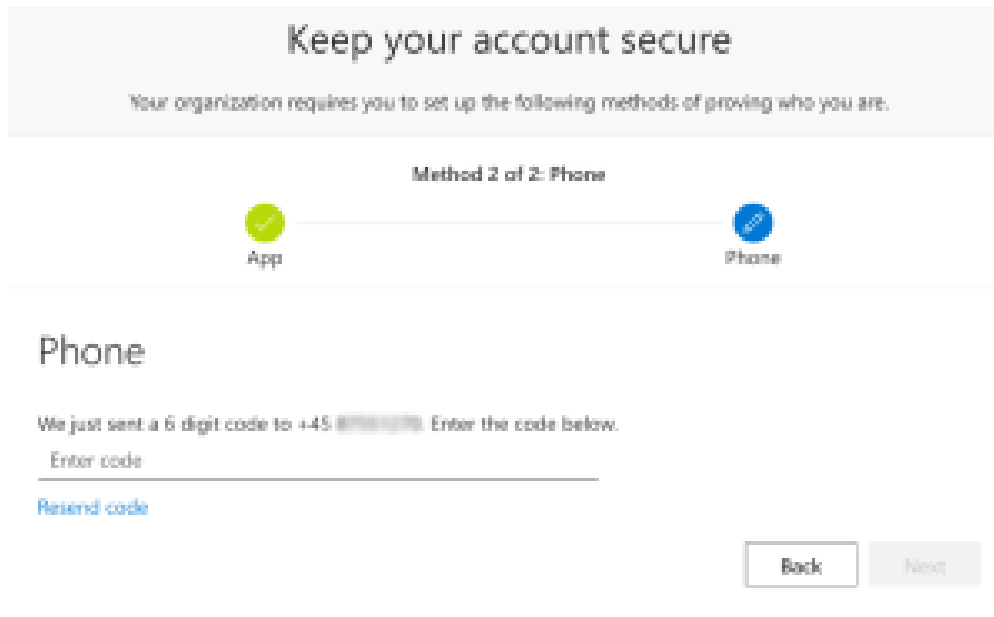 Keep your account secure
Your organization requires you to set up the following methods of proving who you are.
Method 2 of 2: Phone
App
Phone
Phone
We just sent a 6 digit code to +45 . Enter the code below.
Enter code
Resend code
Back
Next